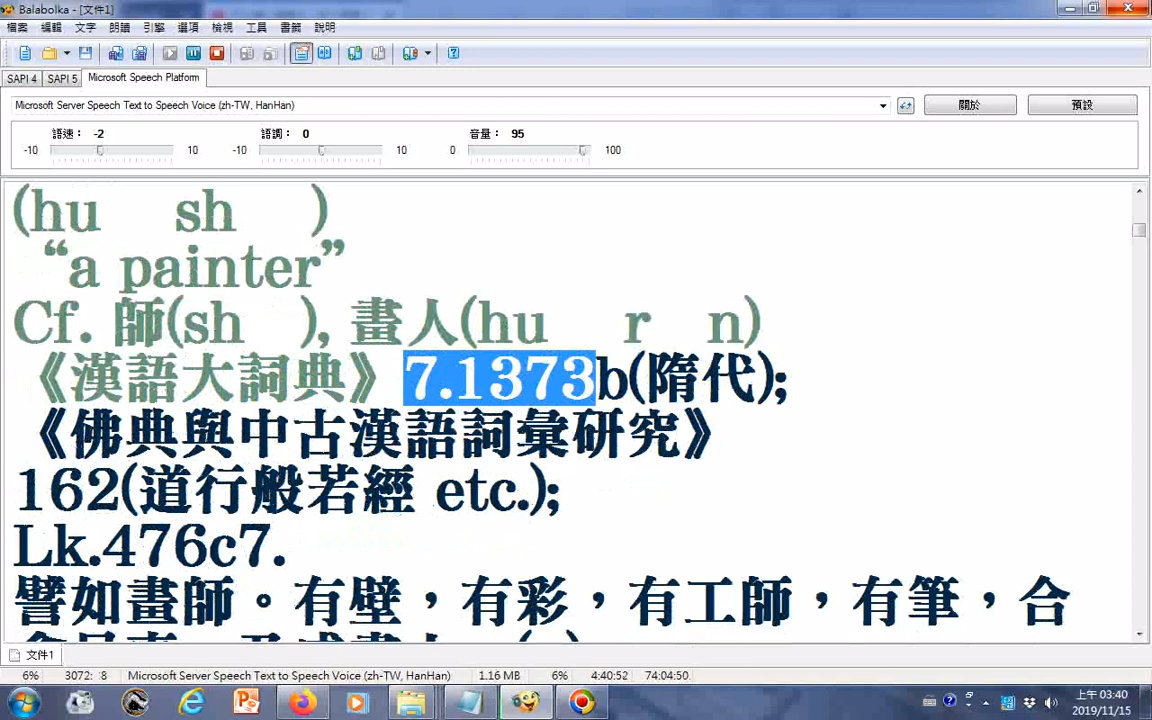 Balabolka - [文件1]
檔案 編輯 文字 朗讀 引擎 選項 檢視 工具 書籤 說明
SAPI 4 SAPI 5 Microsoft Speech Platform
Microsoft Server Speech Text to Speech Voice (zh-TW, HanHan)
關於 預設
語速： -2 語調： 0 音量： 95
-10 10 -10 10 0 100
(hu sh )
“a painter”
Cf. 師(sh ), 畫人(hu r n)
《漢語大詞典》 7.1373b(隋代);
《佛典與中古漢語詞彙研究》
162(道行般若經 etc.);
Lk.476c7.
譬如畫師。有壁，有彩，有工師，有筆，合
文件1
6% 3072: 8 Microsoft Server Speech Text to Speech Voice (zh-TW, HanHan) 1.16 MB 6% 4:40:52 74:04:50
上午 03:40
2019/11/15